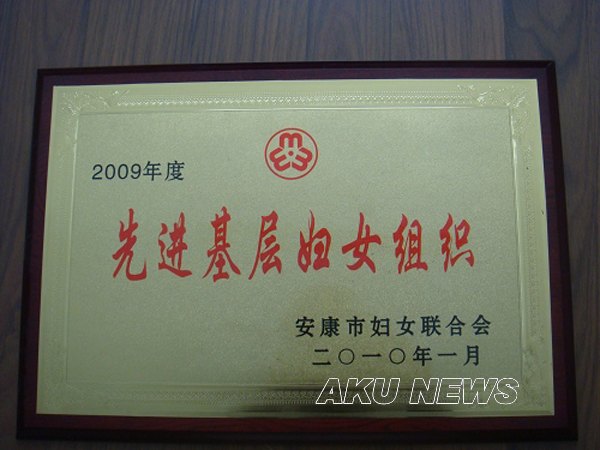 2009年度
先进基层妇女组织
安康市妇女联合会
二〇一〇年一月
AKU NEWS